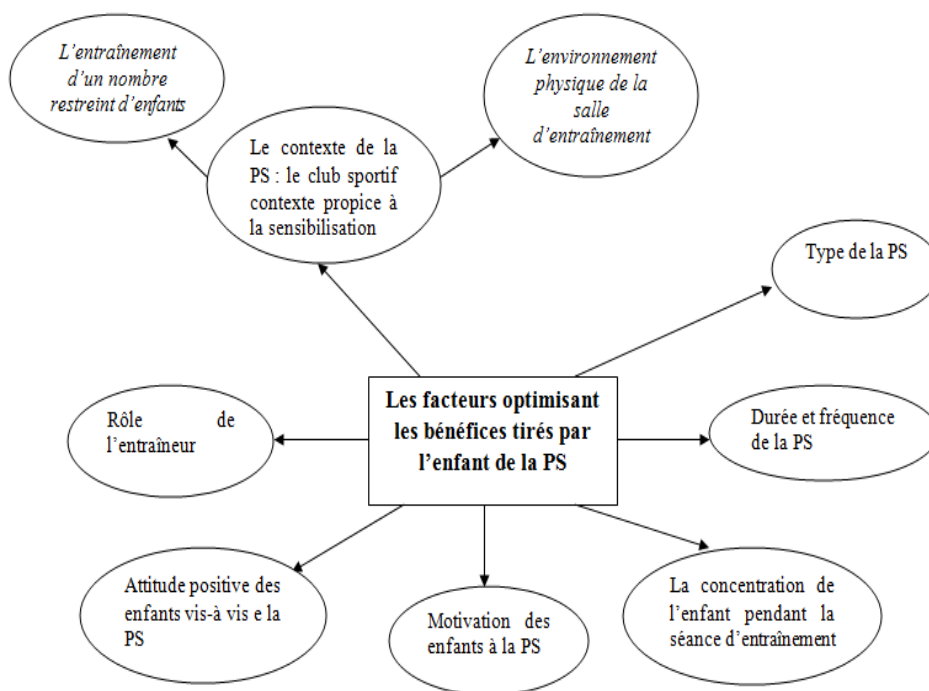 L'entraînement
d'un nombre
restreint d'enfants
L'environnement
physique de la
salle
d'entraînement
Le contexte de la
PS : le club sportif
contexte propice à
la sensibilisation
Type de la PS
Les facteurs optimisant
les bénéfices tirés par
l'enfant de la PS
Rôle de
l'entraîneur
Durée et fréquence
de la PS
Attitude positive des
enfants vis-à vis e la
PS
Motivation des
enfants à la PS
La concentration de
l'enfant pendant la
séance d'entraînement